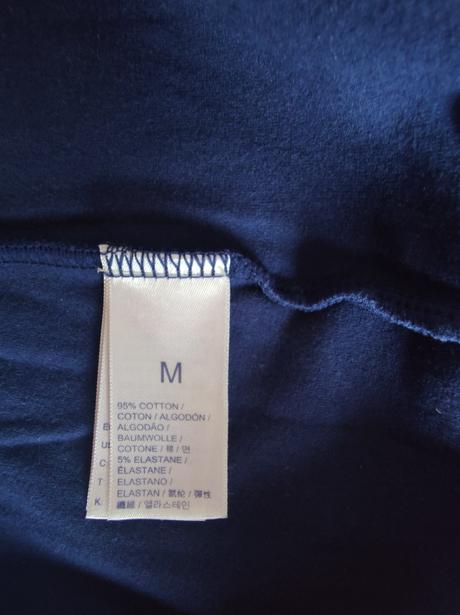 M
95% COTTON /
COTON / ALGODÓN /
ALGODÃO /
BAUMWOLLE /
COTONE / 棉 / 면
5% ELASTANE /
ÉLASTANE /
ELASTANO /
ELASTAN / 氨纶 / 彈性
纖維 / 엘라스테인
C
T
K